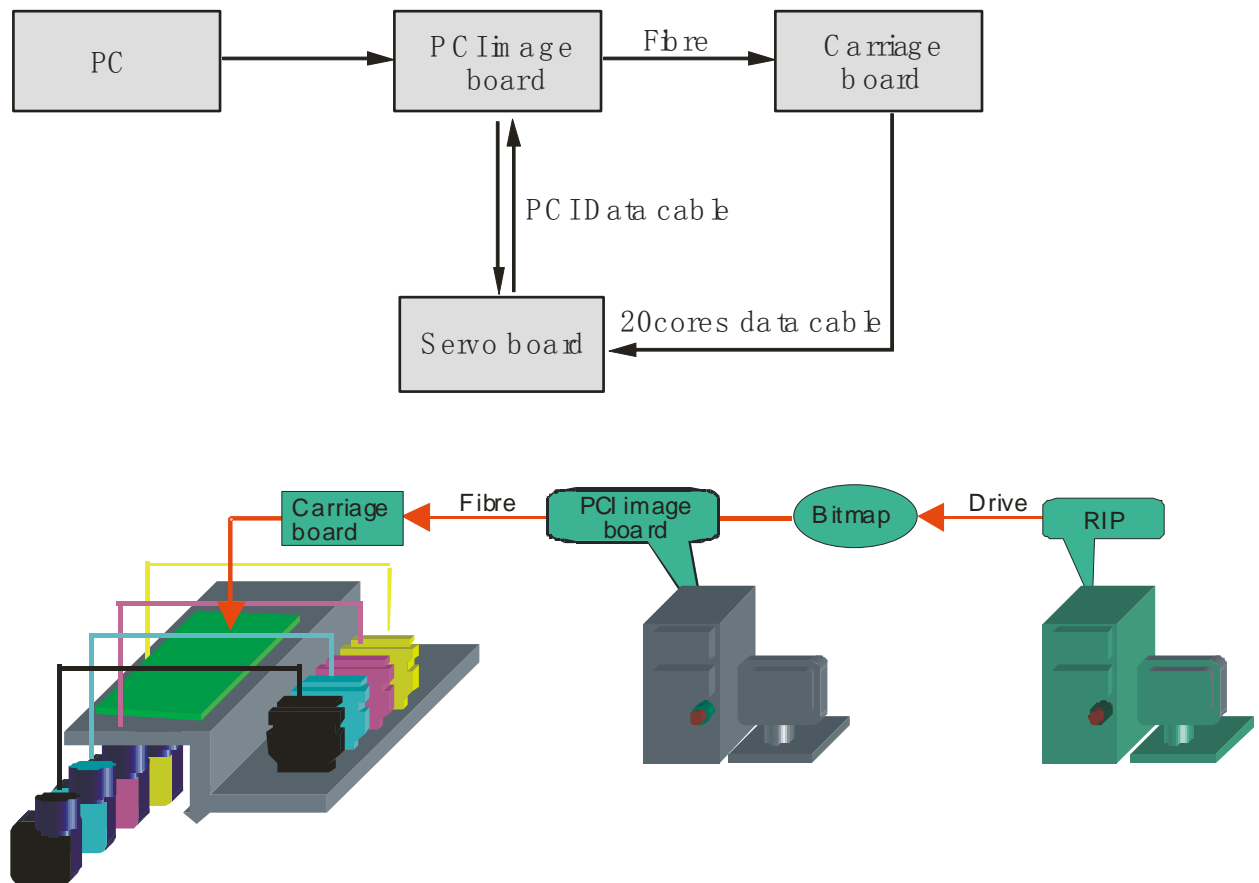 PC
PCI image
board
Fibre
Carriage
board
PCI Data cable
Servo board
20cores data cable
Carriage
board
Fibre
PCI image
board
Bitmap
Drive
RIP